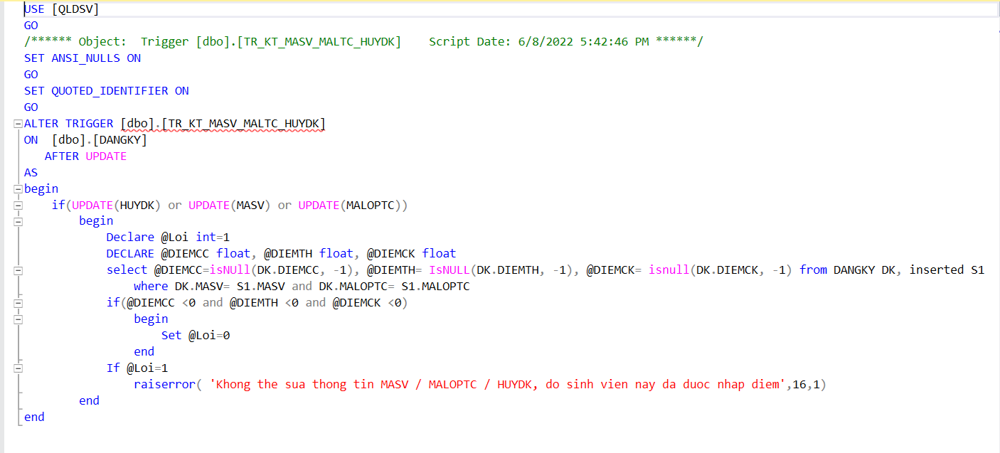 USE [QLDSV]
GO
/****** Object:  Trigger [dbo].[TR_KT_MASV_MALTC_HUYDK]    Script Date: 6/8/2022 5:42:46 PM ******/
SET ANSI_NULLS ON
GO
SET QUOTED_IDENTIFIER ON
GO
ALTER TRIGGER [dbo].[TR_KT_MASV_MALTC_HUYDK]
ON  [dbo].[DANGKY]
   AFTER UPDATE
AS
begin
    if(UPDATE(HUYDK) or UPDATE(MASV) or UPDATE(MALOPTC))
        begin
            Declare @Loi int=1
            DECLARE @DIEMCC float, @DIEMTH float, @DIEMCK float
            select @DIEMCC=isNUll(DK.DIEMCC, -1), @DIEMTH= IsNULL(DK.DIEMTH, -1), @DIEMCK= isnull(DK.DIEMCK, -1) from DANGKY DK, inserted S1
                where DK.MASV= S1.MASV and DK.MALOPTC= S1.MALOPTC
            if(@DIEMCC <0 and @DIEMTH <0 and @DIEMCK <0)
                begin
                    Set @Loi=0
                end
            If @Loi=1
                raiserror( 'Khong the sua thong tin MASV / MALOPTC / HUYDK, do sinh vien nay da duoc nhap diem',16,1)
        end
end